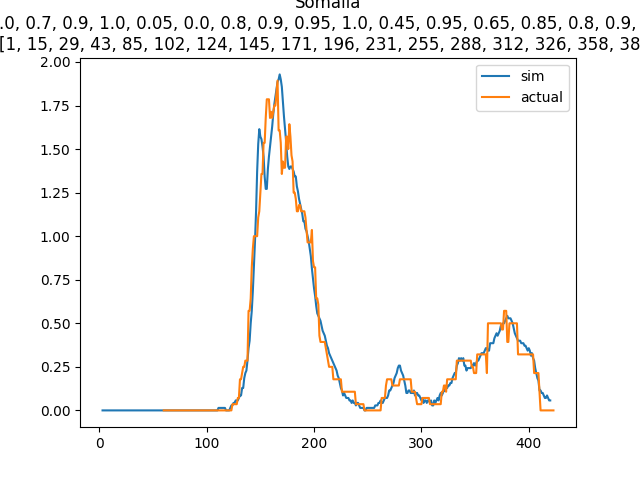 Somalia
.0, 0.7, 0.9, 1.0, 0.05, 0.0, 0.8, 0.9, 0.95, 1.0, 0.45, 0.95, 0.65, 0.85, 0.8, 0.9,
[1, 15, 29, 43, 85, 102, 124, 145, 171, 196, 231, 255, 288, 312, 326, 358, 38
2.00
1.75
1.50
1.25
1.00
0.75
0.50
0.25
0.00
sim
actual
0
100
200
300
400